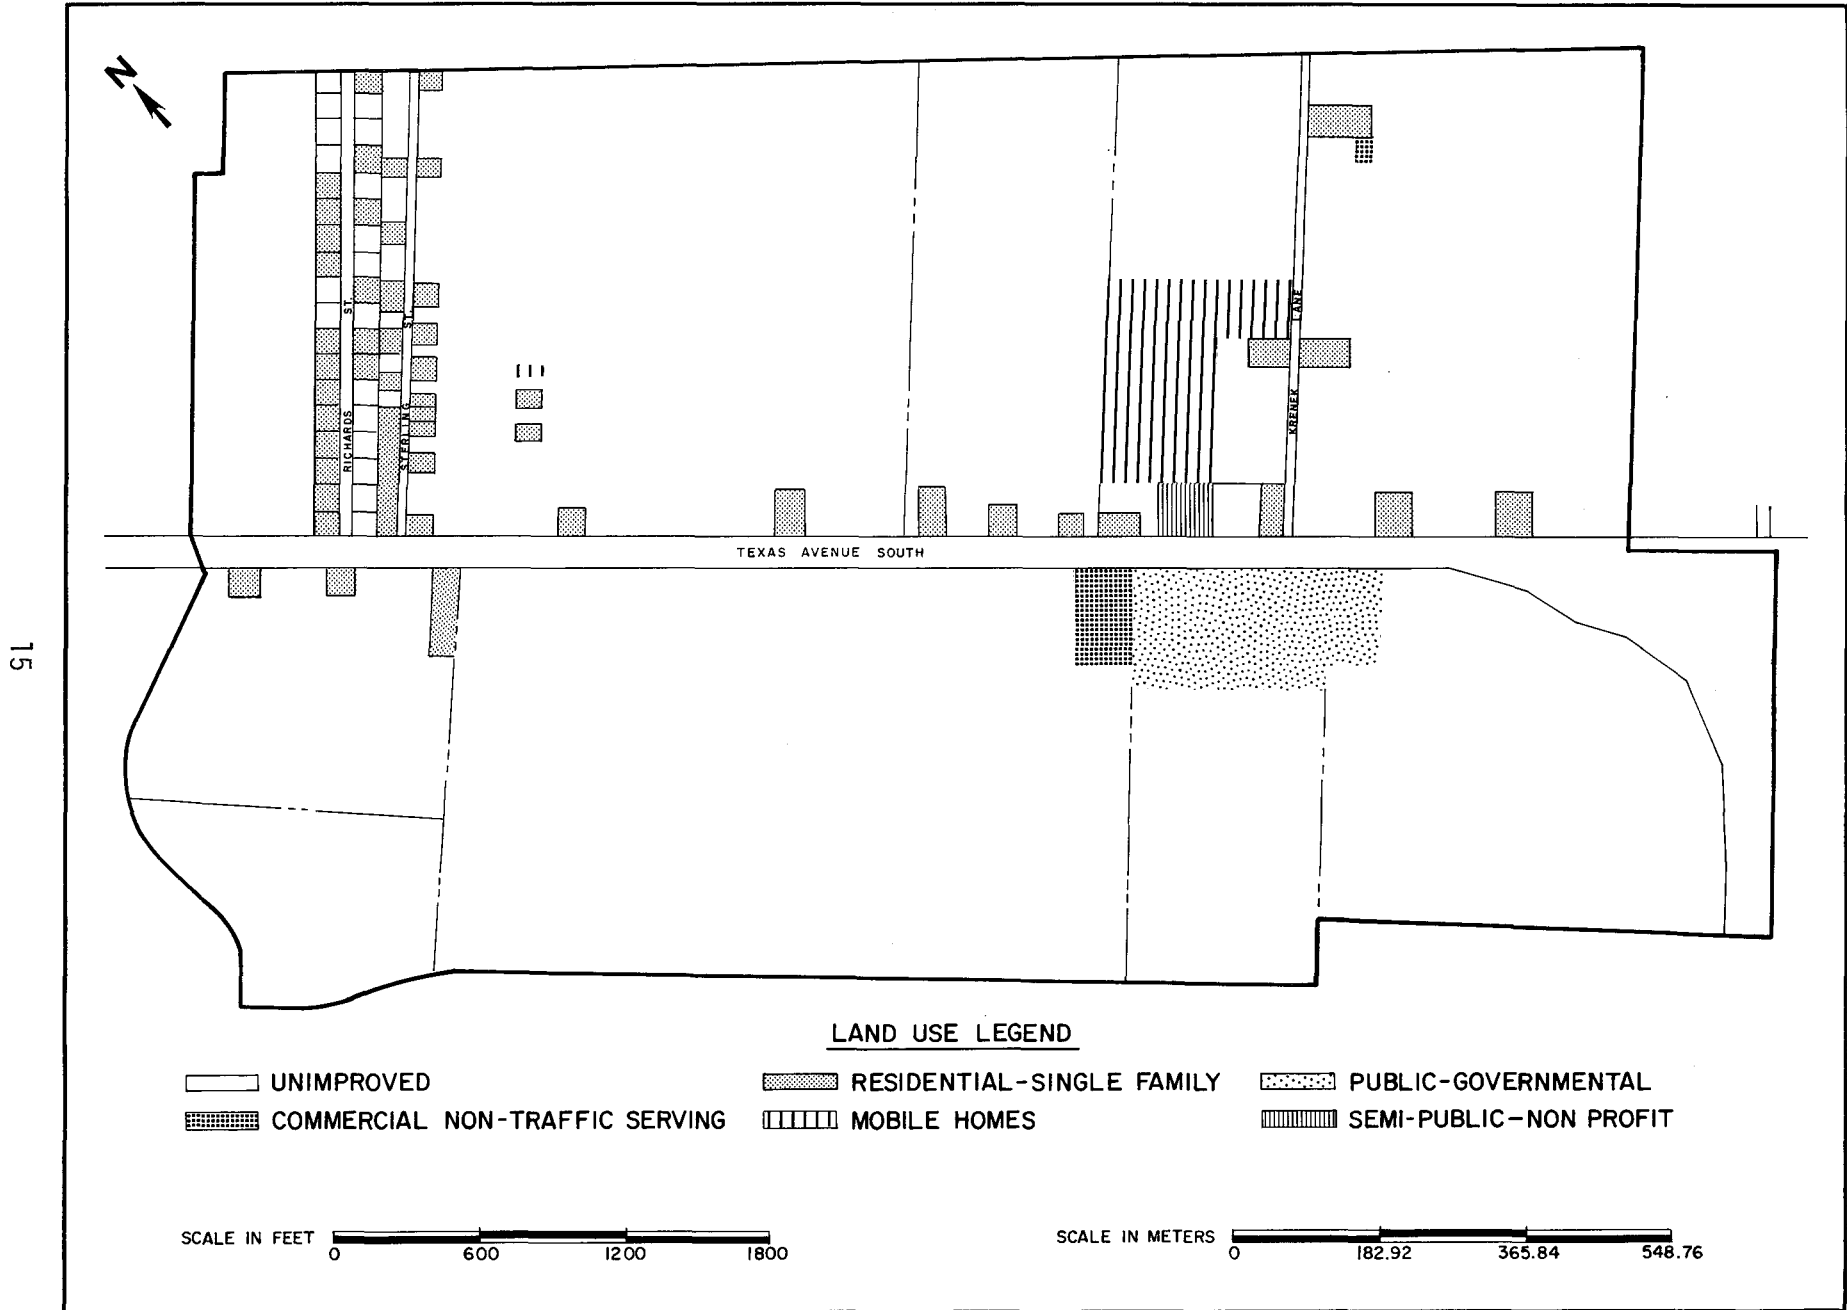 N
RICHARDS ST.
STERLING ST.
KRENEK LANE
TEXAS AVENUE SOUTH
15
LAND USE LEGEND
UNIMPROVED
RESIDENTIAL-SINGLE FAMILY
PUBLIC-GOVERNMENTAL
COMMERCIAL NON-TRAFFIC SERVING
MOBILE HOMES
SEMI-PUBLIC-NON PROFIT
SCALE IN FEET
0 600 1200 1800
SCALE IN METERS
0 182.92 365.84 548.76